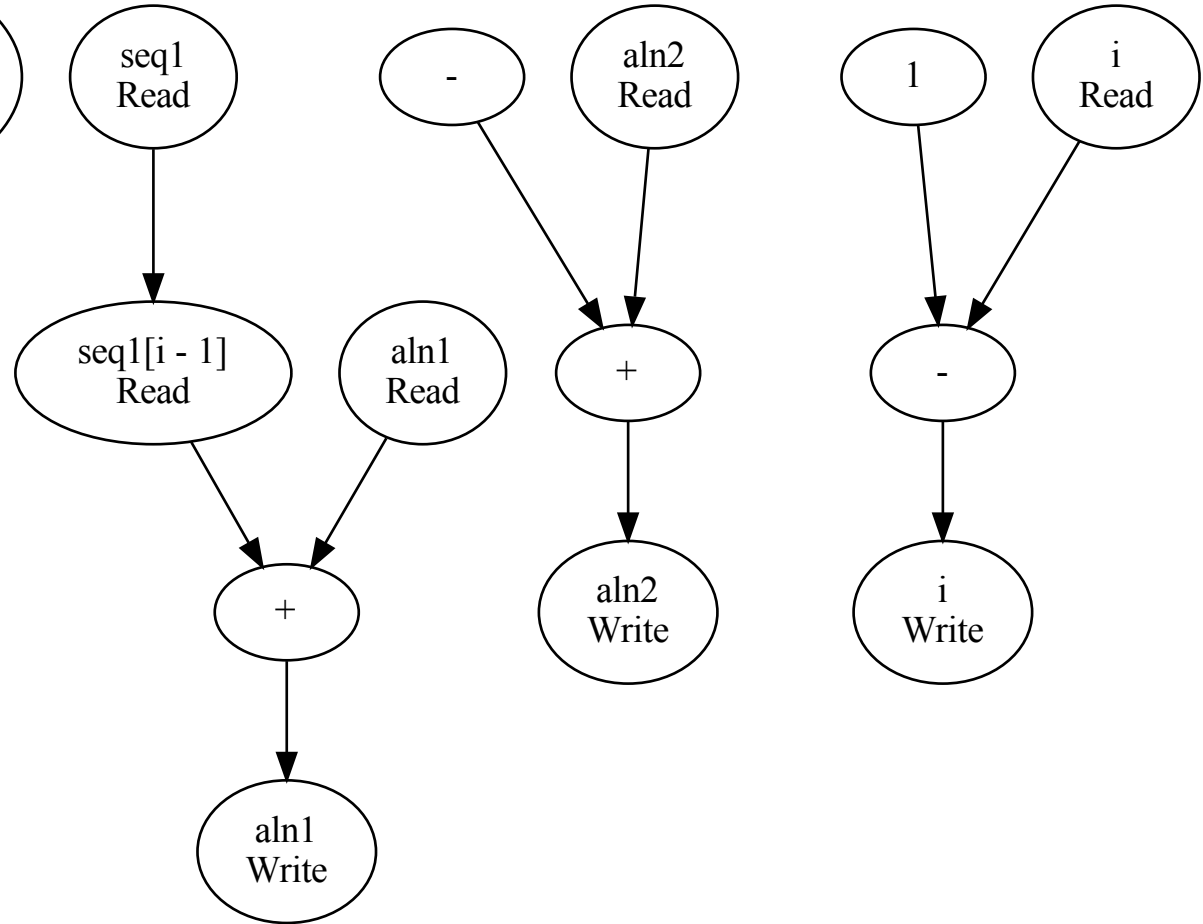 seq1
Read
-
aln2
Read
1
i
Read
seq1[i - 1]
Read
aln1
Read
+
-
+
aln2
Write
i
Write
aln1
Write